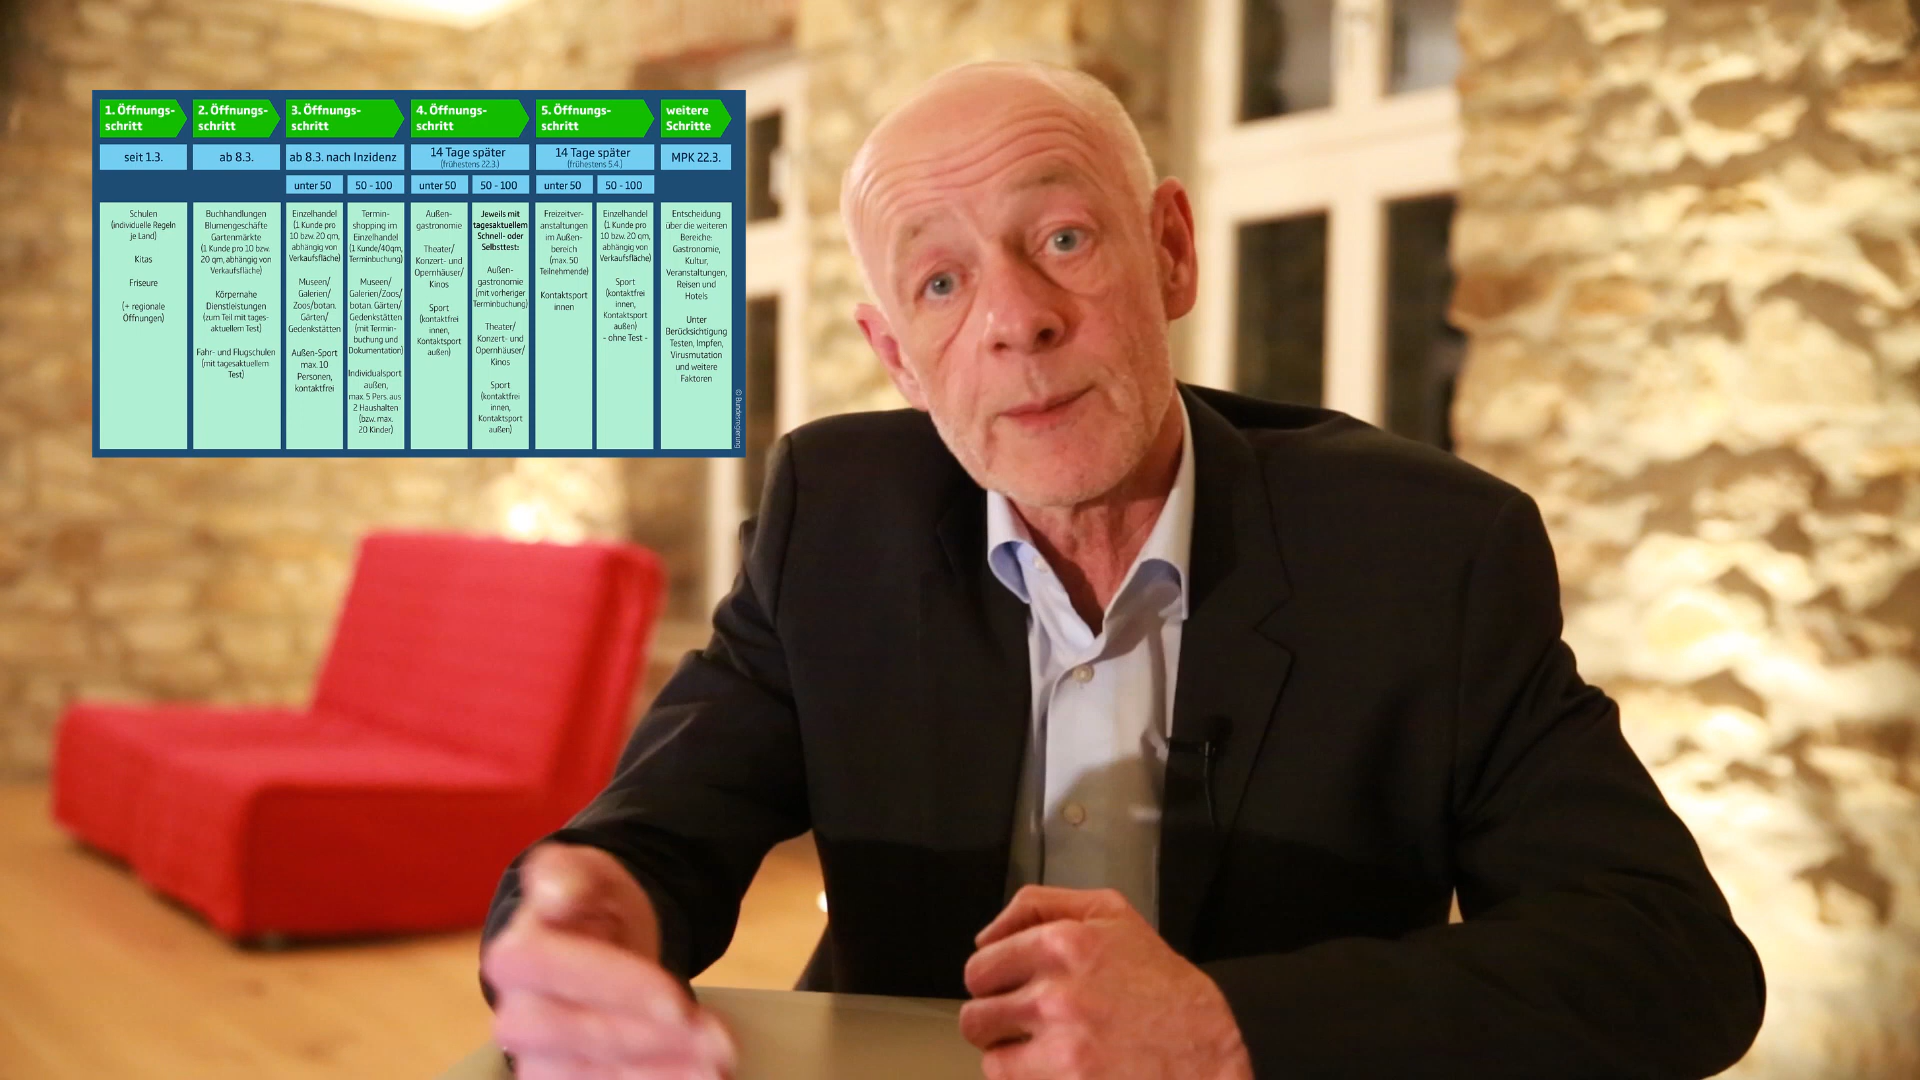 1. Öffnungs-
schritt
2. Öffnungs-
schritt
3. Öffnungs-
schritt
4. Öffnungs-
schritt
5. Öffnungs-
schritt
weitere
Schritte
seit 1.3.
ab 8.3.
ab 8.3. nach Inzidenz
14 Tage später
(frühestens 22.3.)
14 Tage später
(frühestens 5.4.)
MPK 22.3.
unter 50
50 - 100
unter 50
50 - 100
unter 50
50 - 100
Schulen
(individuelle Regeln
je Land)
Kitas
Friseure
(+ regionale
Öffnungen)
Buchhandlungen
Blumengeschäfte
Gartenmärkte
(1 Kunde pro 10 bzw.
20 qm, abhängig von
Verkaufsfläche)
Körpernahe
Dienstleistungen
(zum Teil mit tages-
aktuellem Test)
Fahr- und Flugschulen
(mit tagesaktuellem
Test)
Einzelhandel
(1 Kunde pro
10 bzw. 20 qm,
abhängig von
Verkaufsfläche)
Museen/
Galerien/
Zoos/botan.
Gärten/
Gedenkstätten
Außen-Sport
max. 10
Personen,
kontaktfrei
Termin-
shopping im
Einzelhandel
(1 Kunde/40qm,
Terminbuchung)
Museen/
Galerien/Zoos/
botan. Gärten/
Gedenkstätten
(mit Termin-
buchung und
Dokumentation)
Individualsport
außen,
max. 5 Pers. aus
2 Haushalten
(bzw. max.
20 Kinder)
Außen-
gastronomie
Theater/
Konzert- und
Opernhäuser/
Kinos
Sport
(kontaktfrei
innen,
Kontaktsport
außen)
Jeweils mit
tagesaktuellem
Schnell- oder
Selbsttest:
Außen-
gastronomie
(mit vorheriger
Terminbuchung)
Theater/
Konzert- und
Opernhäuser/
Kinos
Sport
(kontaktfrei
innen,
Kontaktsport
außen)
Freizeitver-
anstaltungen
im Außen-
bereich
(max. 50
Teilnehmende)
Kontaktsport
innen
Einzelhandel
(1 Kunde pro
10 bzw. 20 qm,
abhängig von
Verkaufsfläche)
Sport
(kontaktfrei
innen,
Kontaktsport
außen)
- ohne Test -
Entscheidung
über die weiteren
Bereiche:
Gastronomie,
Kultur,
Veranstaltungen,
Reisen und
Hotels
Unter
Berücksichtigung
Testen, Impfen,
Virusmutation
und weitere
Faktoren
© Bundesregierung